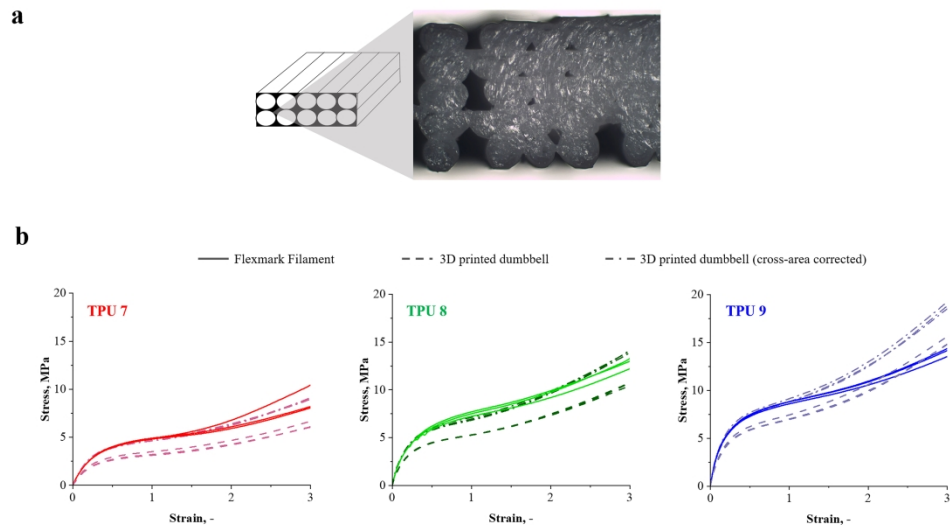 a
b
Flexmark Filament
3D printed dumbbell
3D printed dumbbell (cross-area corrected)
TPU 7
Stress, MPa
20
15
10
5
0
0
1
2
3
Strain, -
TPU 8
Stress, MPa
20
15
10
5
0
0
1
2
3
Strain, -
TPU 9
Stress, MPa
20
15
10
5
0
0
1
2
3
Strain, -